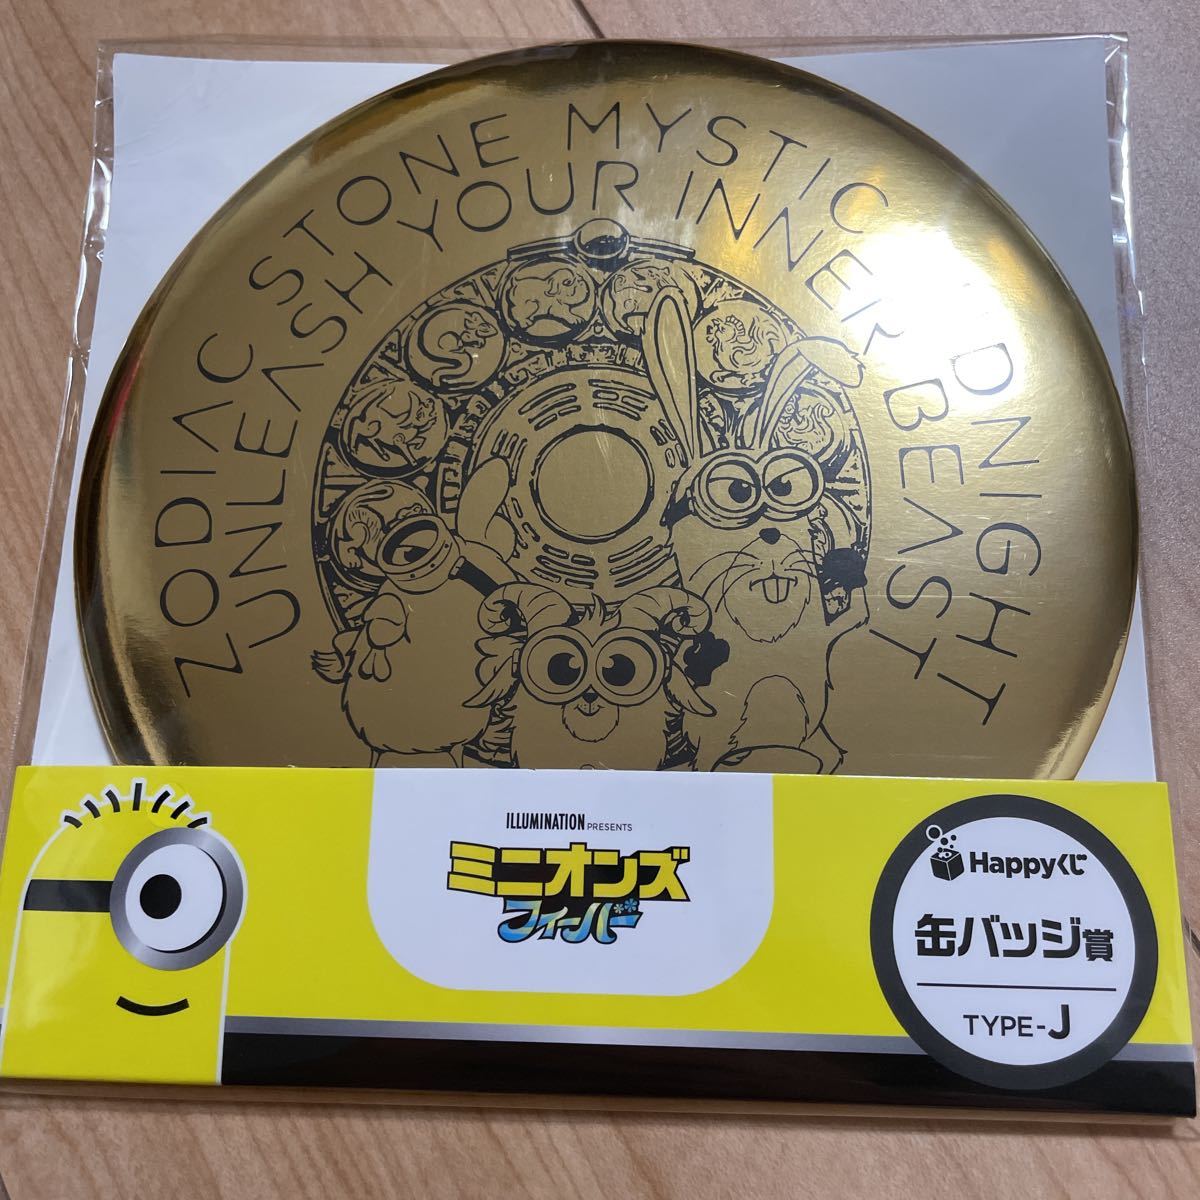 ZODIAC STONE MYSTIC MIDNIGHT
UNLEASH YOUR INNER BEAST
ILLUMINATION PRESENTS
ミニオンズ
フィーバー
Happyくじ
缶バッジ賞
TYPE-J